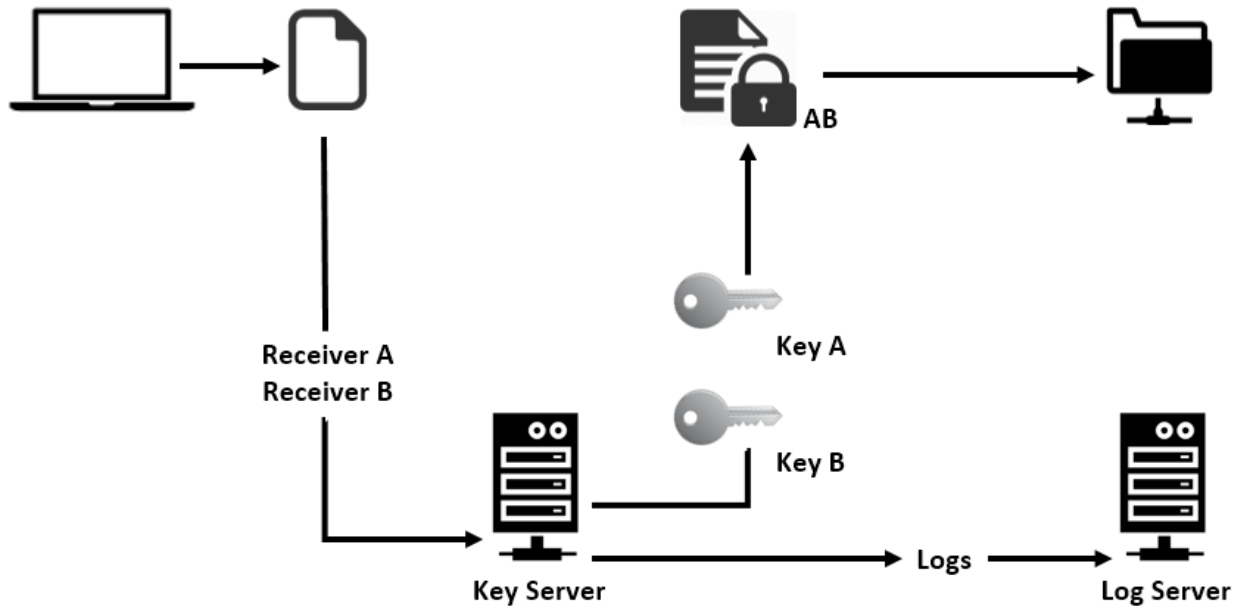 AB
Receiver A
Receiver B
Key A
Key B
Logs
Key Server
Log Server